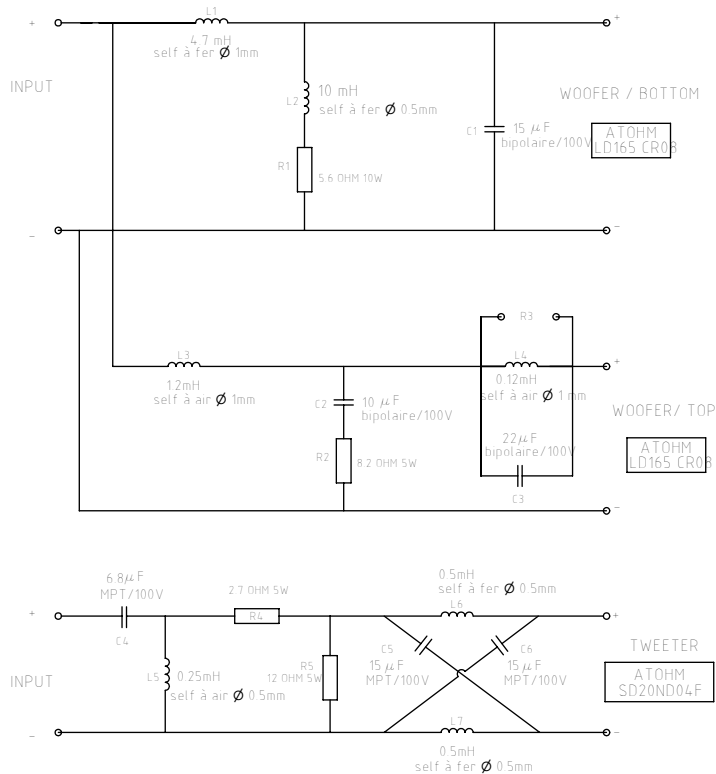 L1
4.7 mH
self à fer Ø 1mm
+
+
INPUT
10 mH
L2
self à fer Ø 0.5mm
WOOFER / BOTTOM
C1
15 µF
bipolaire/100V
ATOHM
LD165 CR08
R1
5.6 OHM 10W
–
–
R3
L3
L4
+
1.2mH
self à air Ø 1mm
0.12mH
self à air Ø 1 mm
C2
10 µF
bipolaire/100V
WOOFER/ TOP
22µF
bipolaire/100V
ATOHM
LD165 CR08
R2
8.2 OHM 5W
C3
–
6.8µF
MPT/100V
2.7 OHM 5W
0.5mH
self à fer Ø 0.5mm
L6
+
+
C4
R4
C5
C6
TWEETER
INPUT
L5
0.25mH
self à air Ø 0.5mm
R5
12 OHM 5W
15 µF
MPT/100V
15 µF
MPT/100V
ATOHM
SD20ND04F
L7
–
–
0.5mH
self à fer Ø 0.5mm